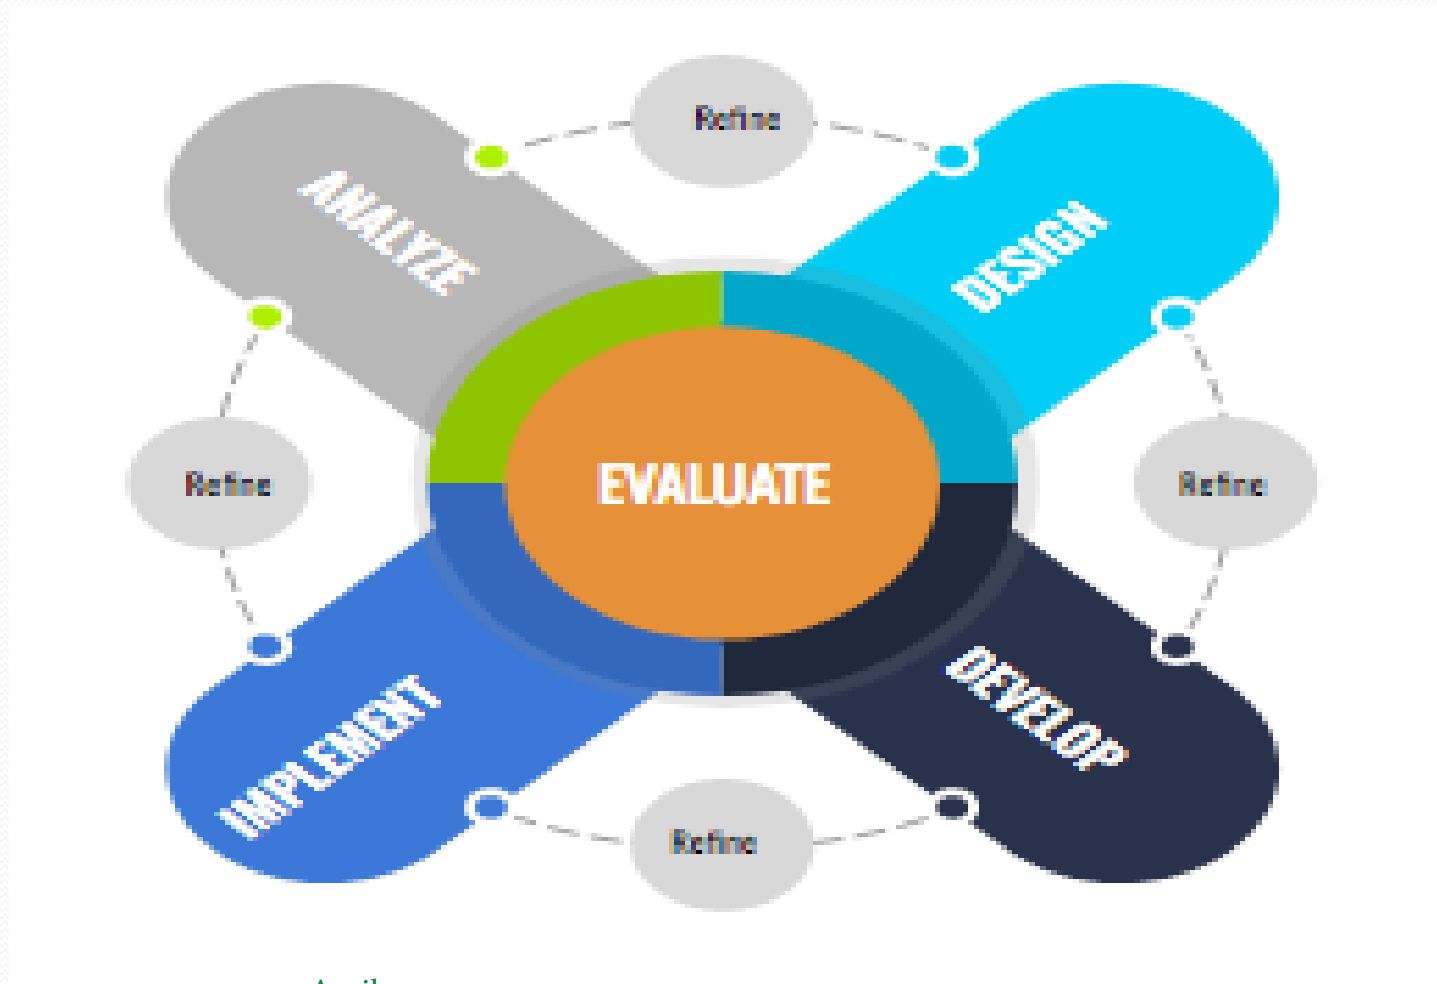 Refine
ANALYZE
DESIGN
Refine
EVALUATE
Refine
IMPLEMENT
DEVELOP
Refine